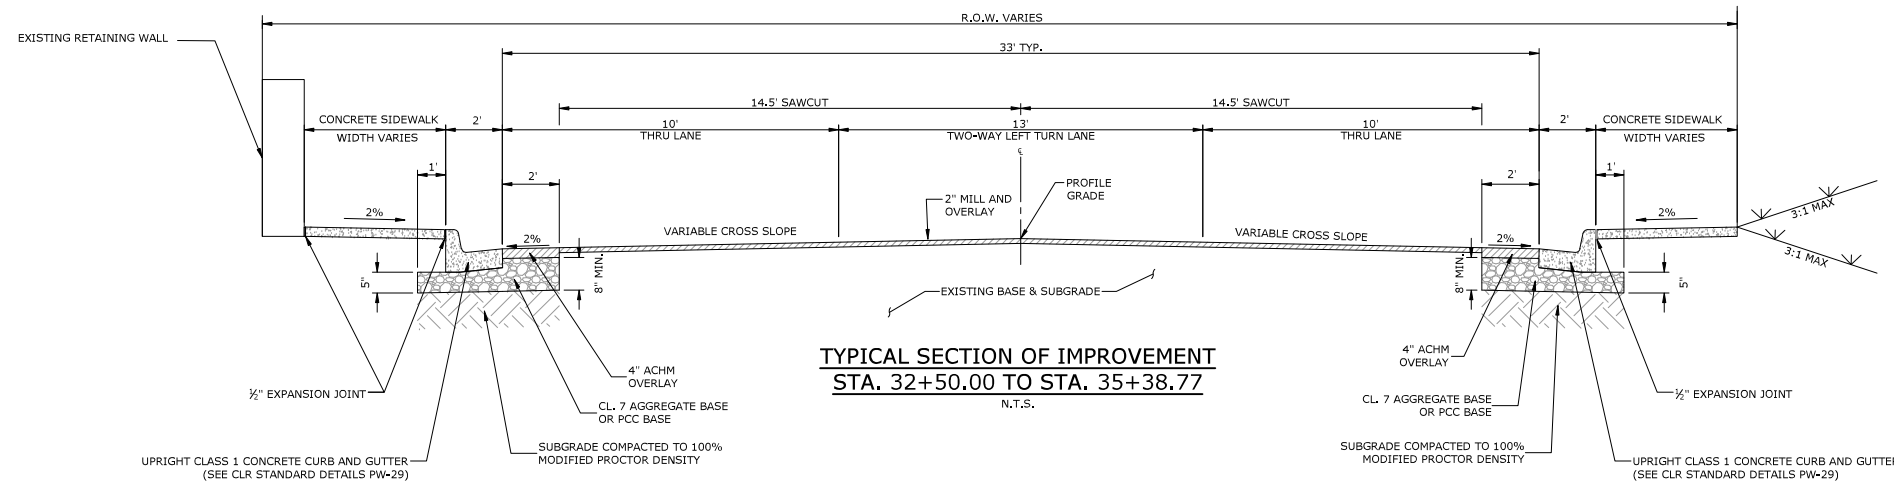 R.O.W. VARIES
EXISTING RETAINING WALL
33' TYP.
14.5' SAWCUT
14.5' SAWCUT
CONCRETE SIDEWALK
WIDTH VARIES
2'
10'
THRU LANE
13'
TWO-WAY LEFT TURN LANE
℄
10'
THRU LANE
2'
CONCRETE SIDEWALK
WIDTH VARIES
1'
2'
PROFILE
GRADE
2" MILL AND
OVERLAY
2'
1'
2%
2%
VARIABLE CROSS SLOPE
VARIABLE CROSS SLOPE
2%
2%
3:1 MAX
3:1 MAX
5"
8" MIN.
EXISTING BASE & SUBGRADE
8" MIN.
5"
TYPICAL SECTION OF IMPROVEMENT
STA. 32+50.00 TO STA. 35+38.77
N.T.S.
½" EXPANSION JOINT
4" ACHM
OVERLAY
CL. 7 AGGREGATE BASE
OR PCC BASE
SUBGRADE COMPACTED TO 100%
MODIFIED PROCTOR DENSITY
UPRIGHT CLASS 1 CONCRETE CURB AND GUTTER
(SEE CLR STANDARD DETAILS PW-29)
4" ACHM
OVERLAY
CL. 7 AGGREGATE BASE
OR PCC BASE
SUBGRADE COMPACTED TO 100%
MODIFIED PROCTOR DENSITY
½" EXPANSION JOINT
UPRIGHT CLASS 1 CONCRETE CURB AND GUTTER
(SEE CLR STANDARD DETAILS PW-29)